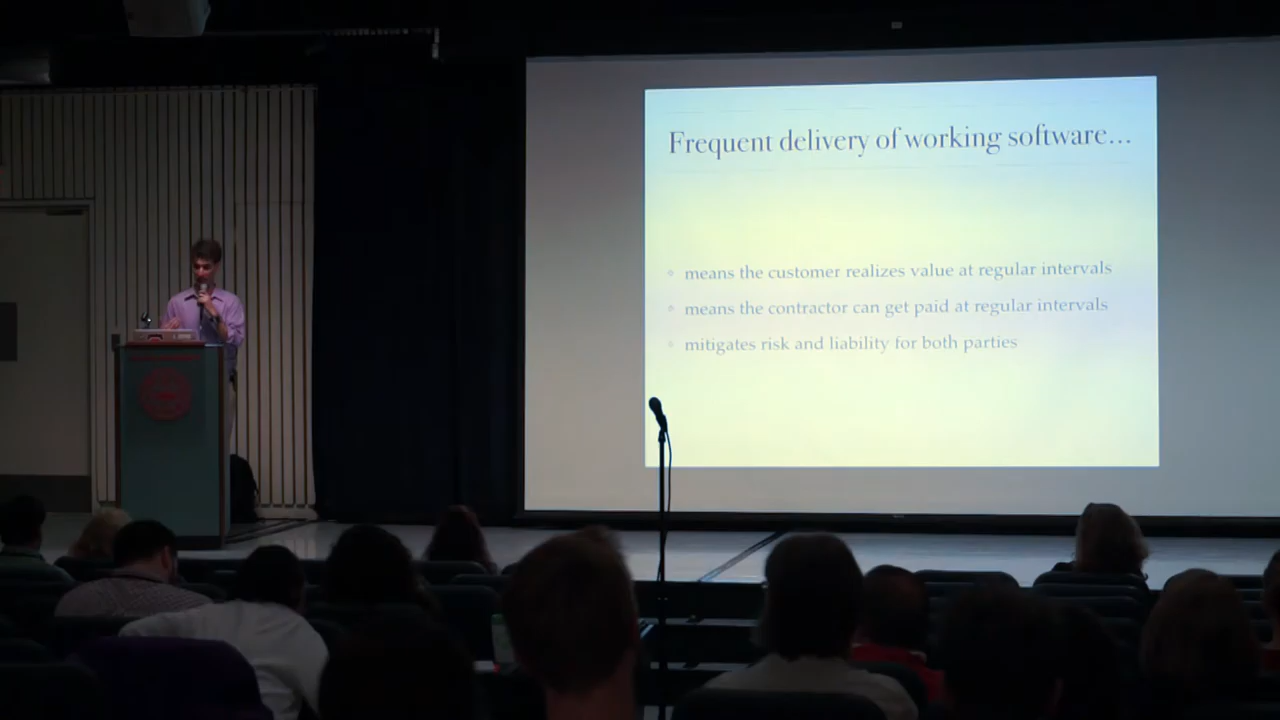 Frequent delivery of working software...
means the customer realizes value at regular intervals
means the contractor can get paid at regular intervals
mitigates risk and liability for both parties